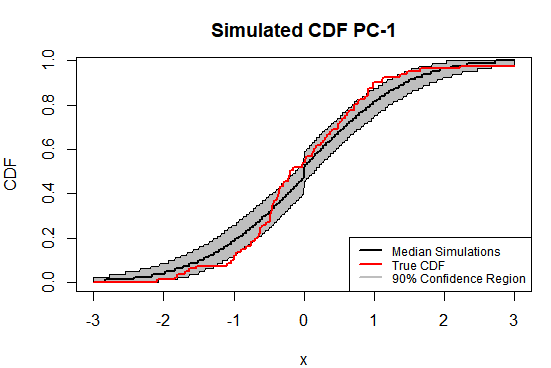 Simulated CDF PC-1
CDF
1.0
0.8
0.6
0.4
0.2
0.0
Median Simulations
True CDF
90% Confidence Region
-3 -2 -1 0 1 2 3
x